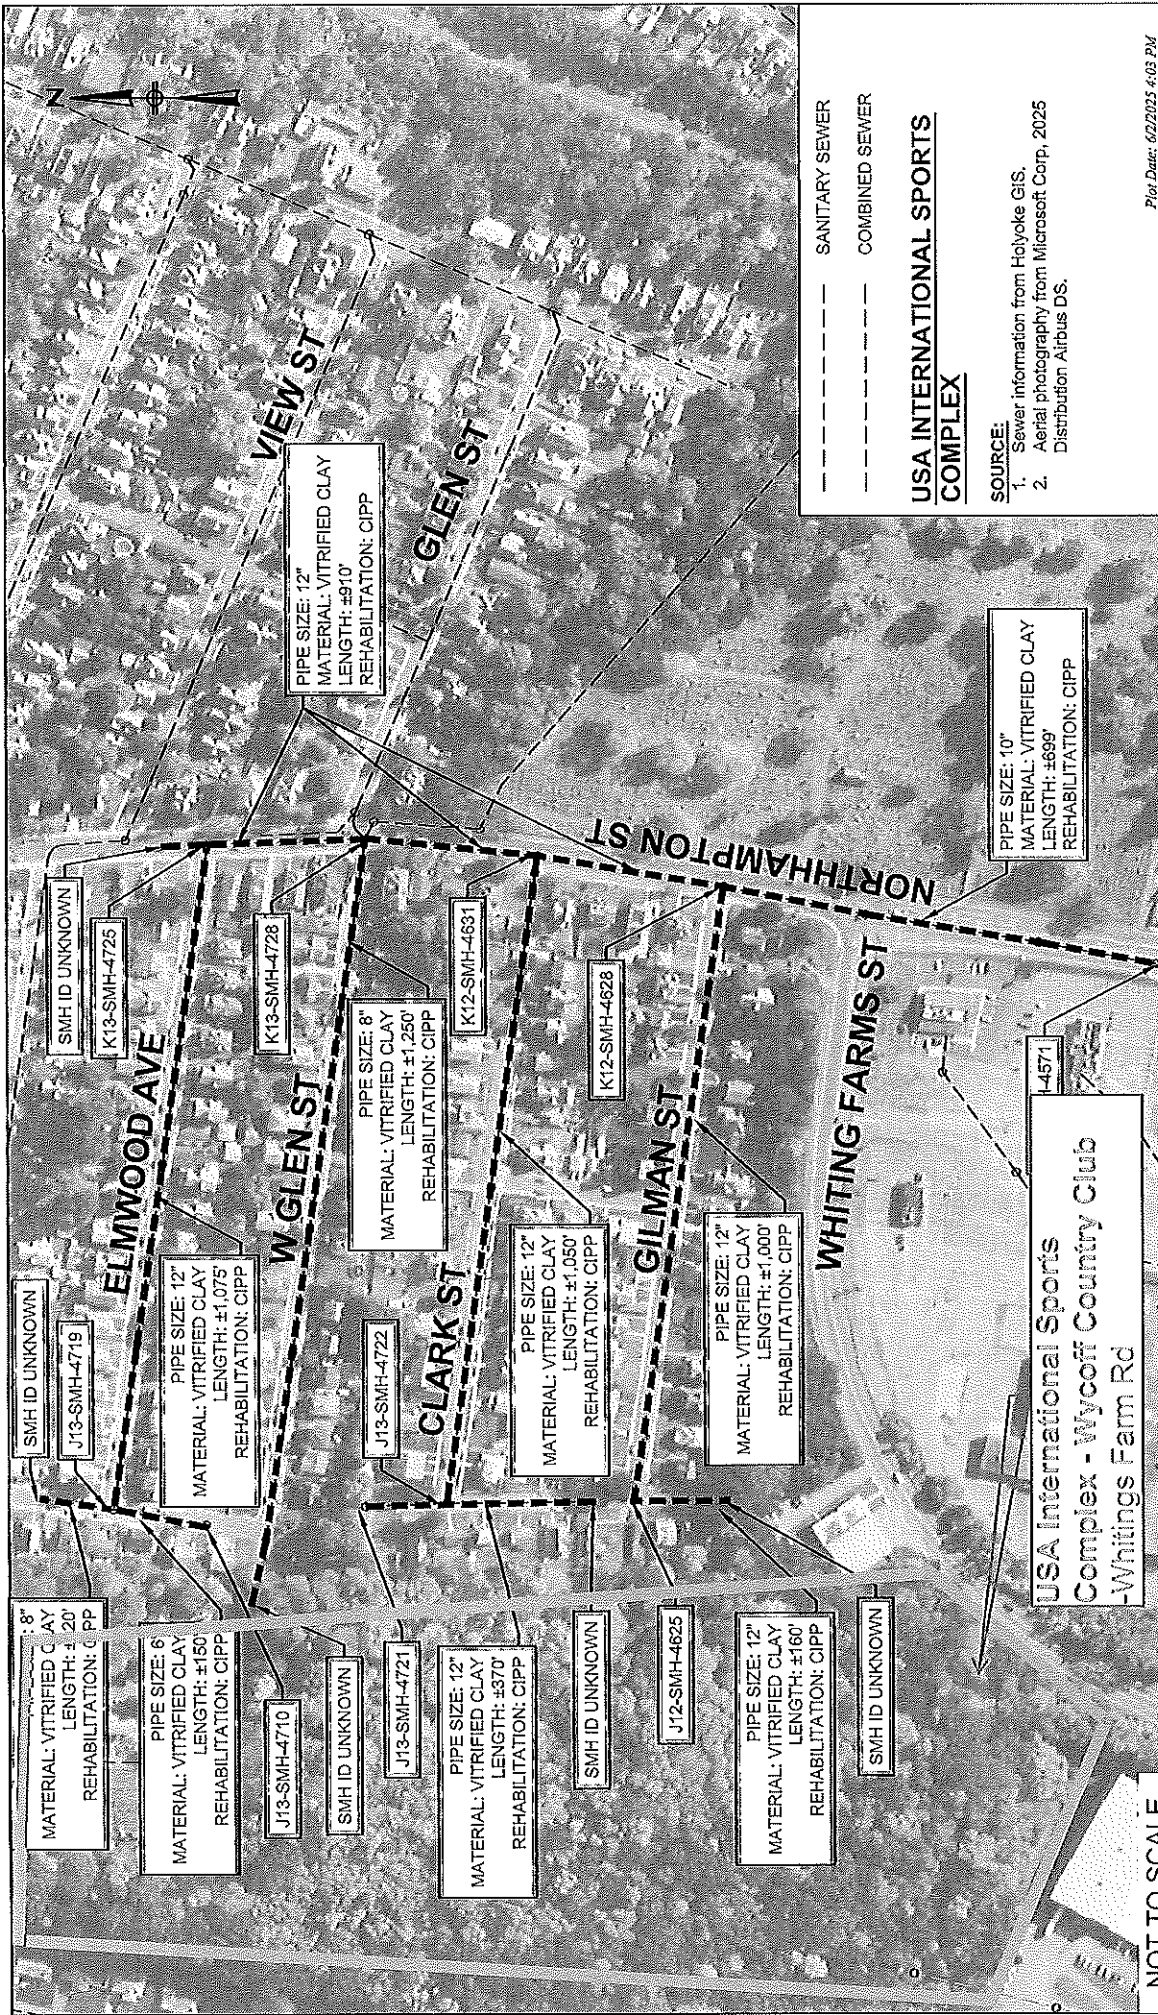 SMH ID UNKNOWN
J13-SMH-4719
: 8"
MATERIAL: VITRIFIED CLAY
REHABILITATION: CIPP
PIPE SIZE: 6"
MATERIAL: VITRIFIED CLAY
LENGTH: ±150'
REHABILITATION: CIPP
J13-SMH-4710
SMH ID UNKNOWN
ELMWOOD AVE
PIPE SIZE: 12"
MATERIAL: VITRIFIED CLAY
LENGTH: ±1,075'
REHABILITATION: CIPP
SMH ID UNKNOWN
K13-SMH-4725
W GLEN ST
K13-SMH-4728
PIPE SIZE: 8"
MATERIAL: VITRIFIED CLAY
LENGTH: ±1,250'
REHABILITATION: CIPP
VIEW ST
N
PIPE SIZE: 12"
MATERIAL: VITRIFIED CLAY
LENGTH: ±910'
REHABILITATION: CIPP
GLEN ST
J13-SMH-4722
J13-SMH-4721
CLARK ST
K12-SMH-4631
PIPE SIZE: 12"
MATERIAL: VITRIFIED CLAY
LENGTH: ±370'
REHABILITATION: CIPP
PIPE SIZE: 12"
MATERIAL: VITRIFIED CLAY
LENGTH: ±1,050'
REHABILITATION: CIPP
SMH ID UNKNOWN
J12-SMH-4625
GILMAN ST
K12-SMH-4628
NORTHHAMPTON ST
PIPE SIZE: 12"
MATERIAL: VITRIFIED CLAY
LENGTH: ±160'
REHABILITATION: CIPP
SMH ID UNKNOWN
PIPE SIZE: 12"
MATERIAL: VITRIFIED CLAY
LENGTH: ±1,000'
REHABILITATION: CIPP
WHITING FARMS ST
PIPE SIZE: 10"
MATERIAL: VITRIFIED CLAY
LENGTH: ±699'
REHABILITATION: CIPP
-4571
USA International Sports
Complex - Wycoff Country Club
-Whitings Farm Rd
NOT TO SCALE
SANITARY SEWER
COMBINED SEWER
USA INTERNATIONAL SPORTS
COMPLEX
SOURCE:
1. Sewer information from Holyoke GIS.
2. Aerial photography from Microsoft Corp, 2025
Distribution Airbus DS.
Plot Date: 6/2/2025 4:03 PM